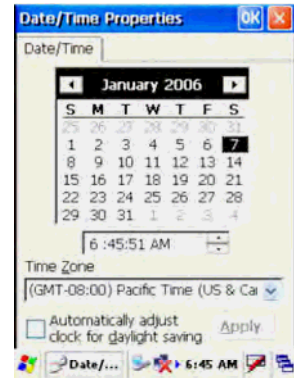 Date/Time Properties OK
Date/Time
January 2006
S M T W T F S
25 26 27 28 29 30 31
1 2 3 4 5 6 7
8 9 10 11 12 13 14
15 16 17 18 19 20 21
22 23 24 25 26 27 28
29 30 31 1 2 3 4
6 :45:51 AM
Time Zone
(GMT-08:00) Pacific Time (US & Ca
Automatically adjust
clock for daylight saving
Apply
Date/... 6:45 AM